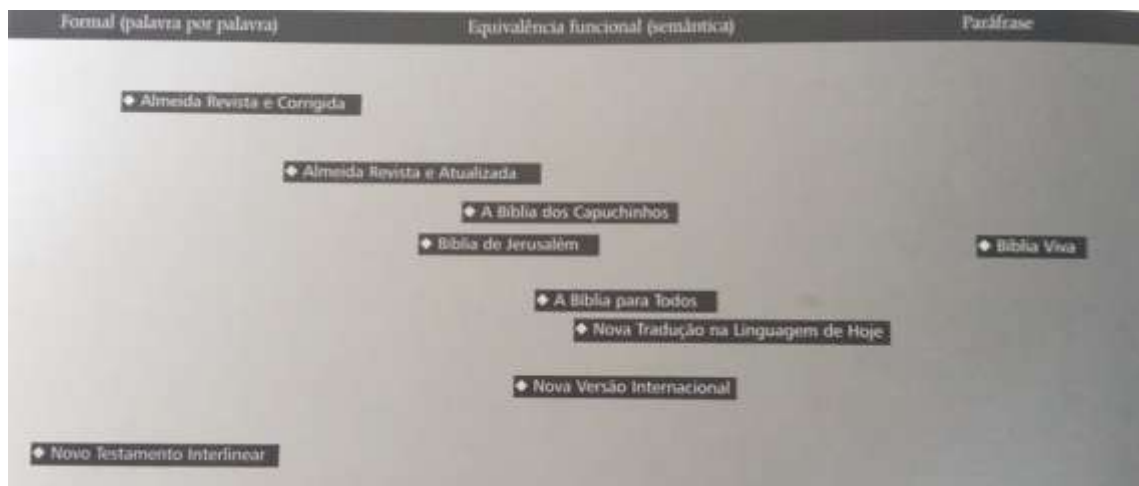 Formal (palavra por palavra)
Equivalência funcional (semântica)
Paráfrase
Almeida Revista e Corrigida
Almeida Revista e Atualizada
A Bíblia dos Capuchinhos
Bíblia de Jerusalém
Bíblia Viva
A Bíblia para Todos
Nova Tradução na Linguagem de Hoje
Nova Versão Internacional
Novo Testamento Interlinear